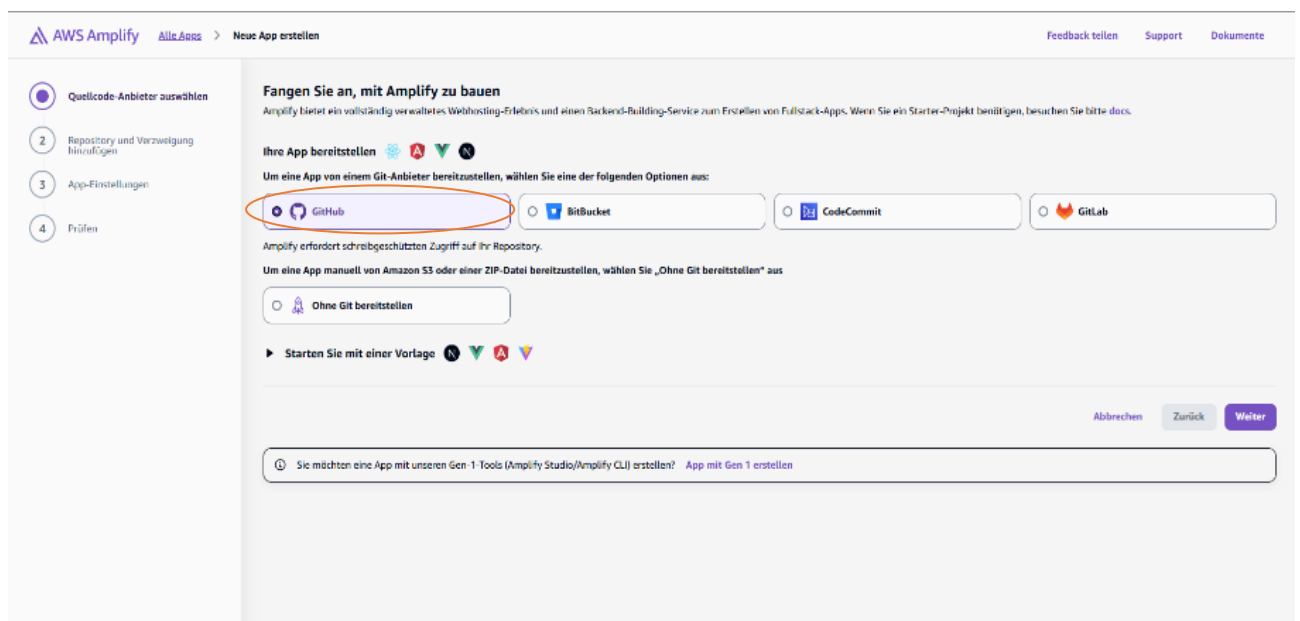 AWS Amplify Alle Apps > Neue App erstellen Feedback teilen Support Dokumente
Quellcode-Anbieter auswählen
2 Repository und Verzweigung
hinzufügen
3 App-Einstellungen
4 Prüfen
Fangen Sie an, mit Amplify zu bauen
Amplify bietet ein vollständig verwaltetes Webhosting-Erlebnis und einen Backend-Building-Service zum Erstellen von Fullstack-Apps. Wenn Sie ein Starter-Projekt benötigen, besuchen Sie bitte docs.
Ihre App bereitstellen
Um eine App von einem Git-Anbieter bereitzustellen, wählen Sie eine der folgenden Optionen aus:
GitHub BitBucket CodeCommit GitLab
Amplify erfordert schreibgeschützten Zugriff auf Ihr Repository.
Um eine App manuell von Amazon S3 oder einer ZIP-Datei bereitzustellen, wählen Sie „Ohne Git bereitstellen" aus
Ohne Git bereitstellen
Starten Sie mit einer Vorlage
Abbrechen Zurück Weiter
Sie möchten eine App mit unseren Gen-1-Tools (Amplify Studio/Amplify CLI) erstellen? App mit Gen 1 erstellen